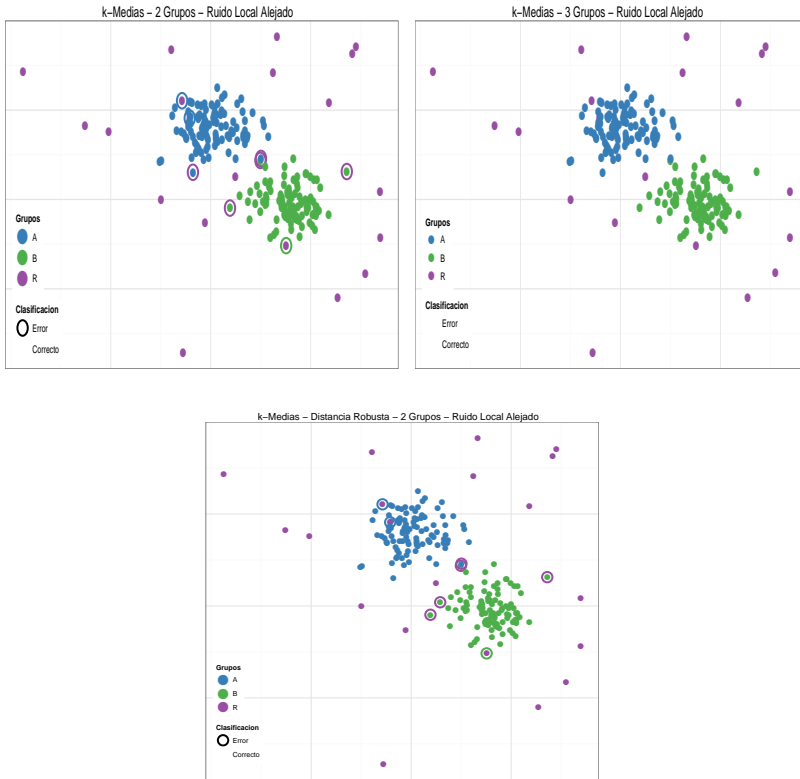 k–Medias – 2 Grupos – Ruido Local Alejado
Grupos
A
B
R
Clasificacion
Error
Correcto
k–Medias – 3 Grupos – Ruido Local Alejado
Grupos
A
B
R
Clasificacion
Error
Correcto
k–Medias – Distancia Robusta – 2 Grupos – Ruido Local Alejado
Grupos
A
B
R
Clasificacion
Error
Correcto